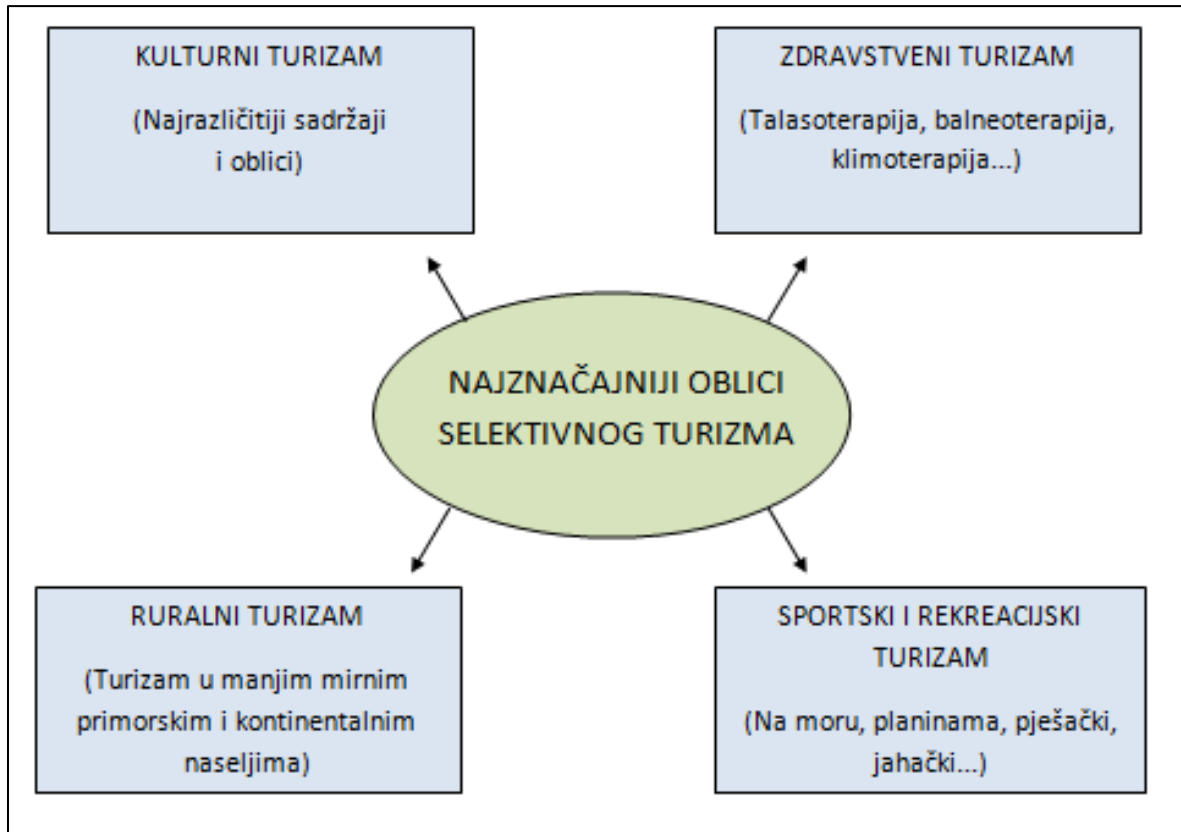 KULTURNI TURIZAM
(Najrazličitiji sadržaji
i oblici)
ZDRAVSTVENI TURIZAM
(Talasoterapija, balneoterapija,
klimoterapija...)
NAJZNAČAJNIJI OBLICI
SELEKTIVNOG TURIZMA
RURALNI TURIZAM
(Turizam u manjim mirnim
primorskim i kontinentalnim
naseljima)
SPORTSKI I REKREACIJSKI
TURIZAM
(Na moru, planinama, pješački,
jahački...)